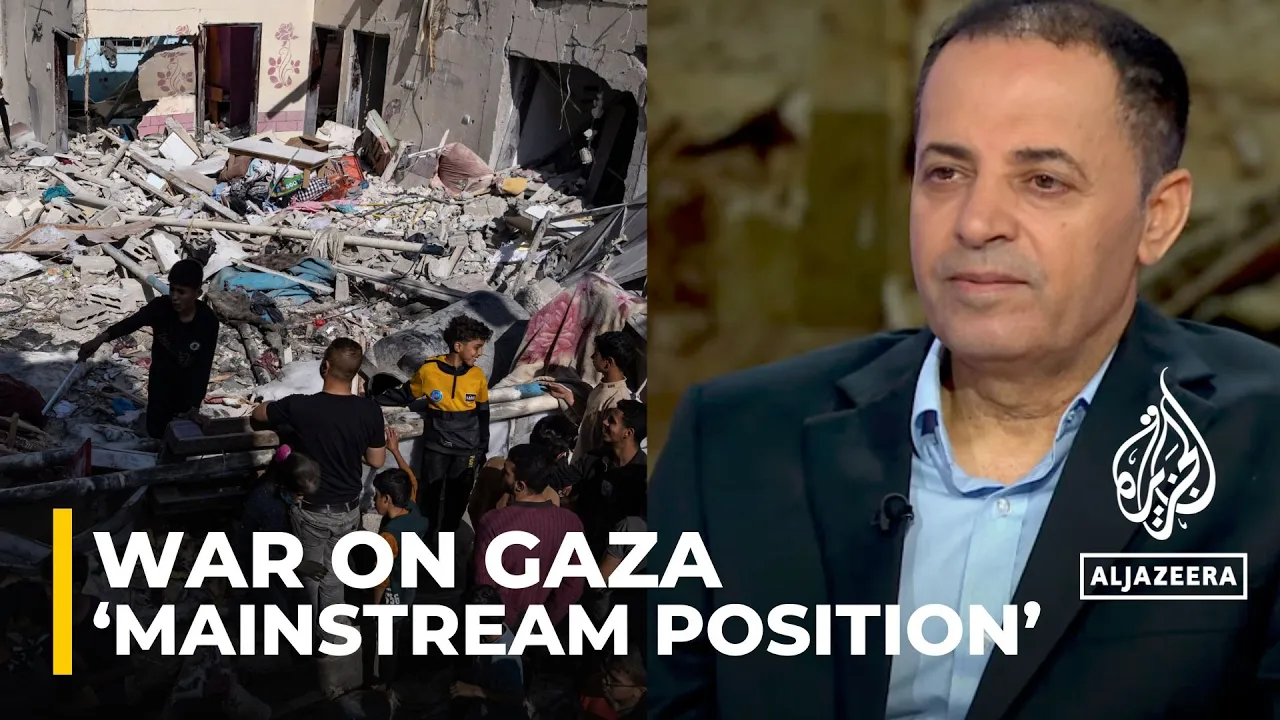 WAR ON GAZA
‘MAINSTREAM POSITION’
الجزيرة
ALJAZEERA